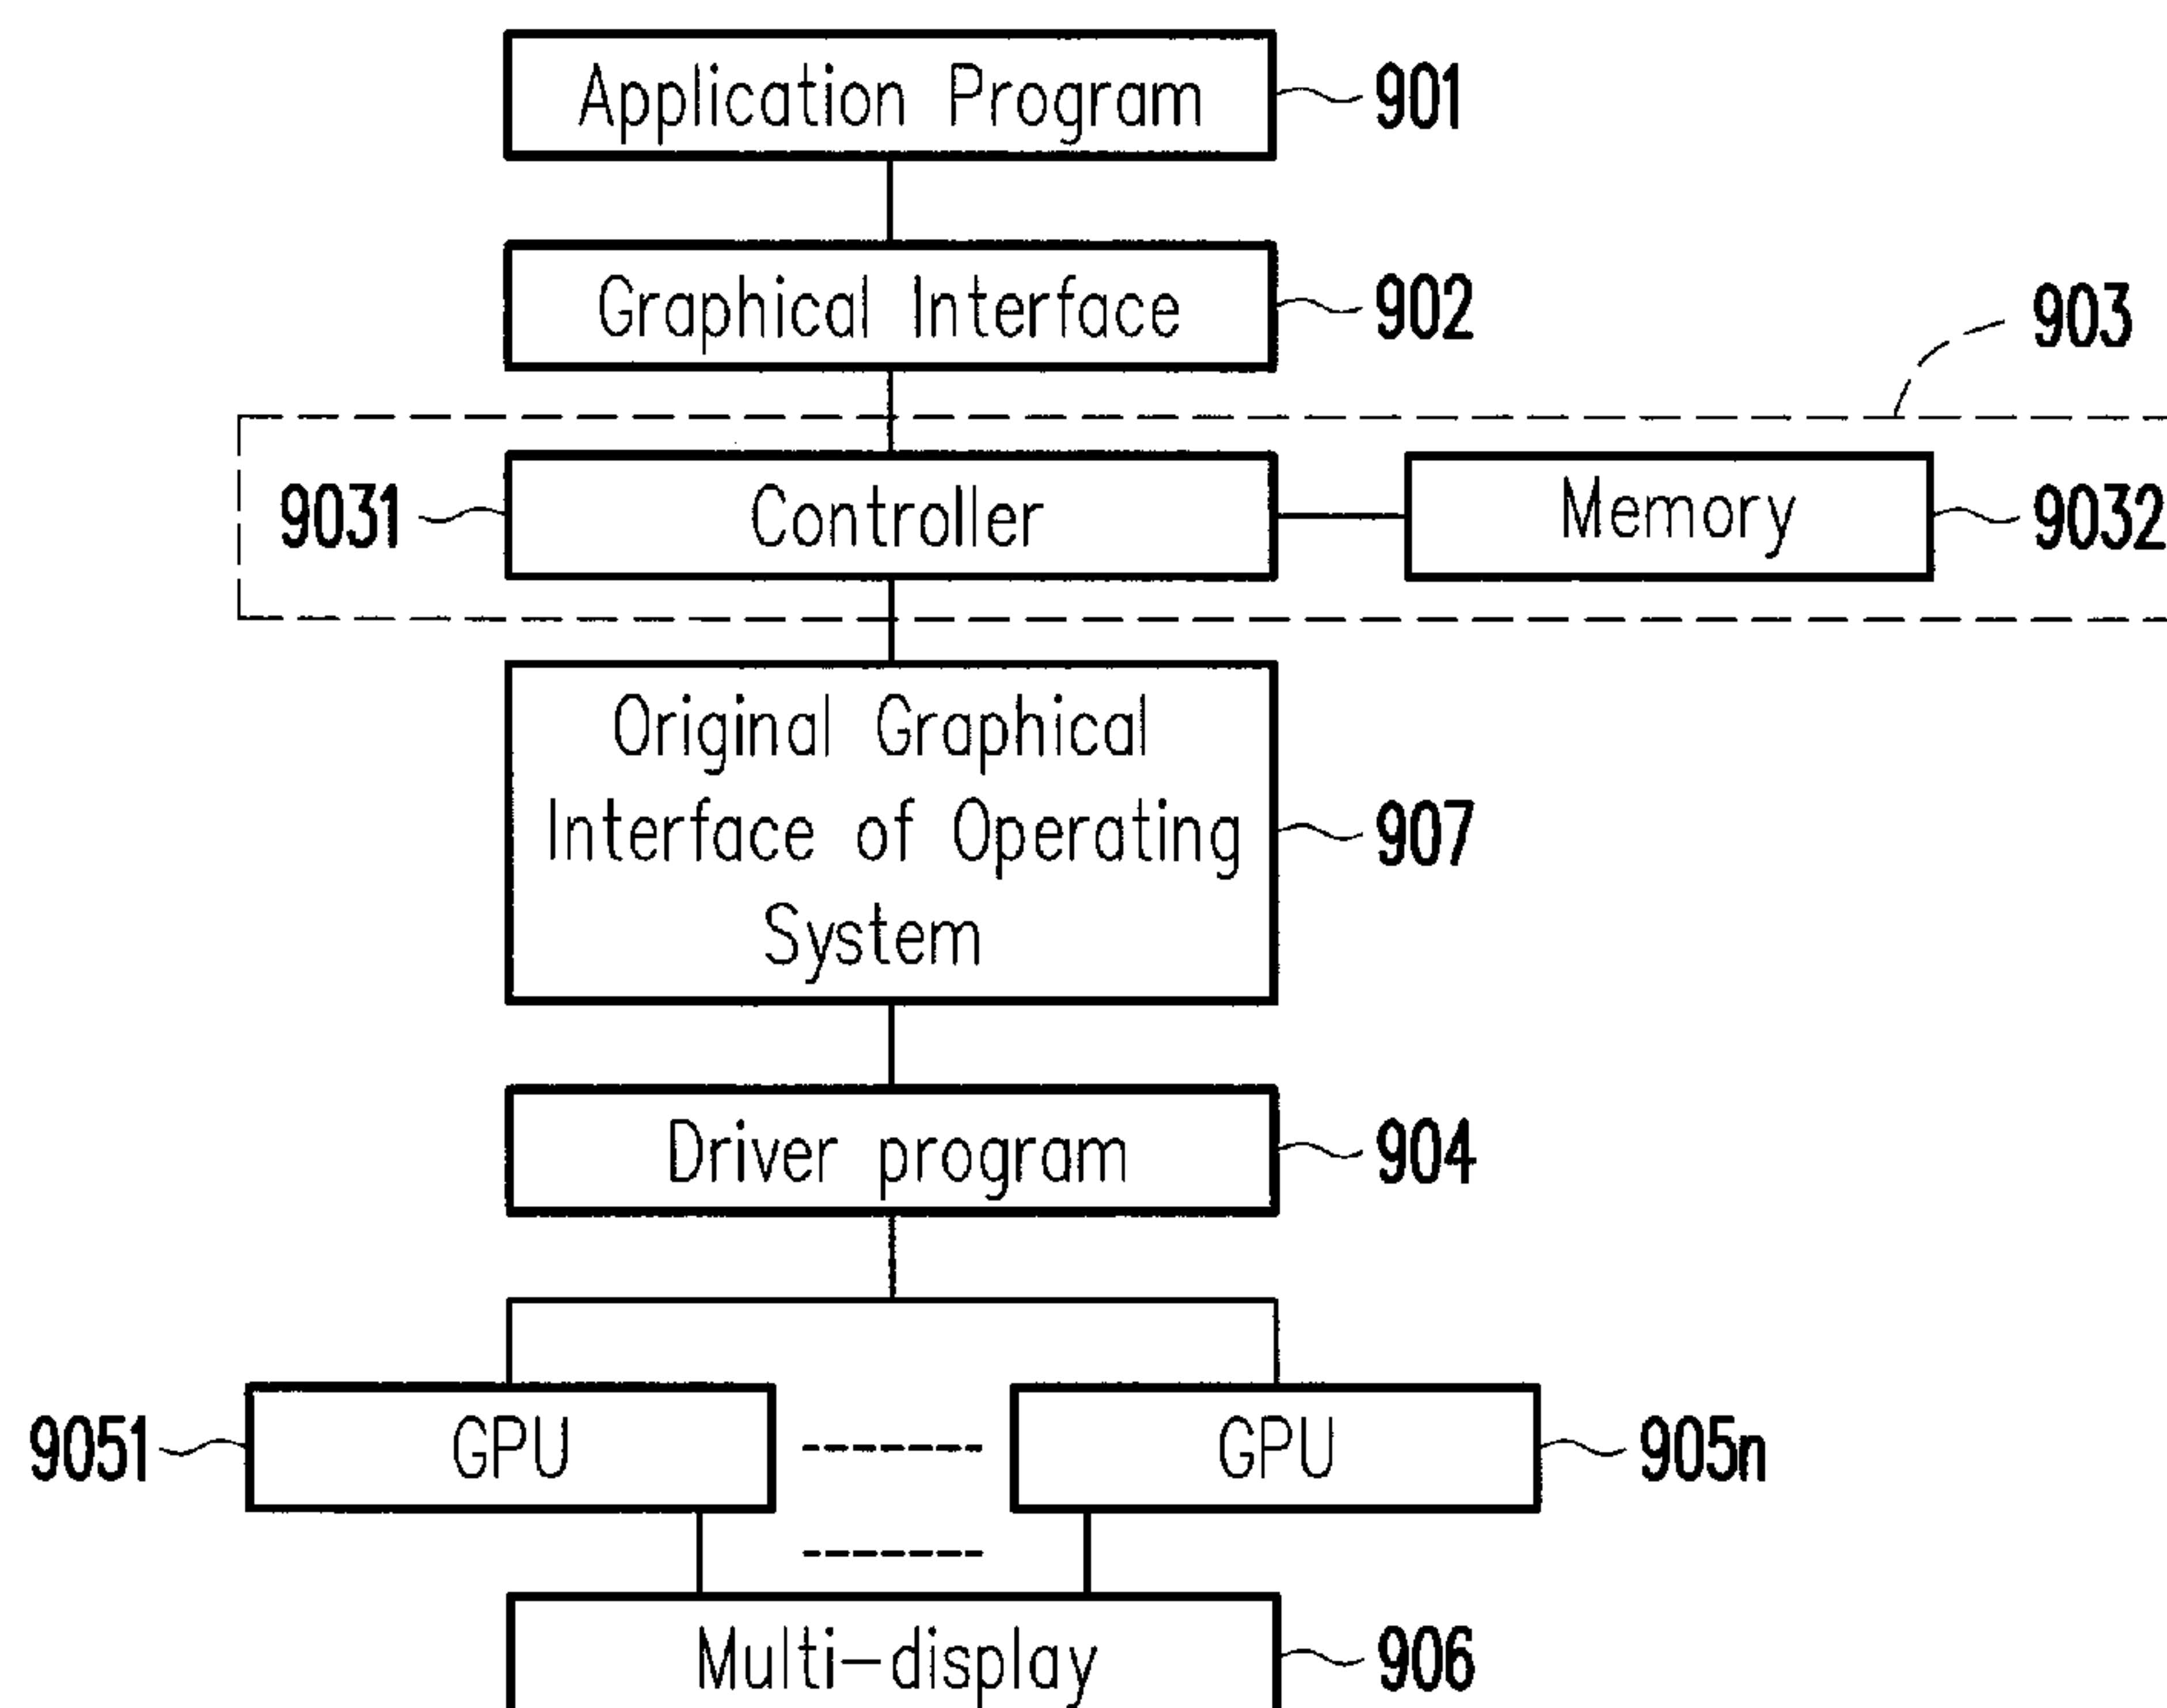 Application Program 901
Graphical Interface 902
903
9031 Controller Memory 9032
Original Graphical
Interface of Operating 907
System
Driver program 904
9051 GPU GPU 905n
Multi-display 906